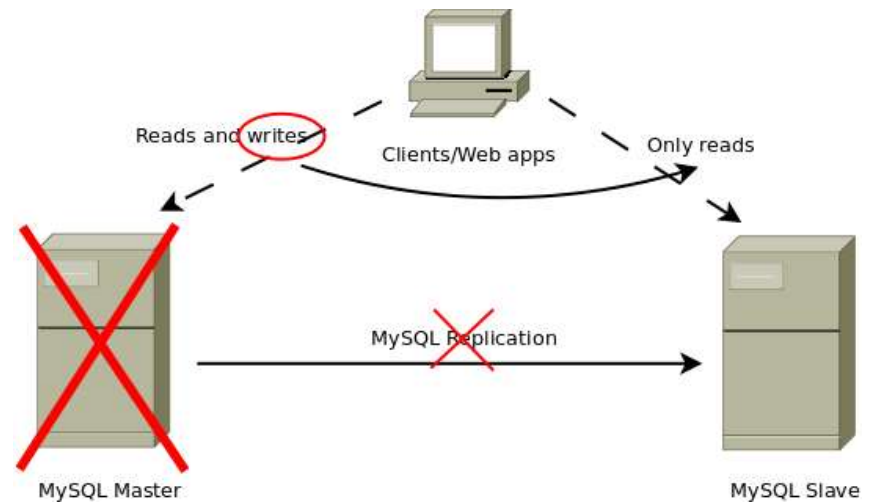 Reads and writes
Clients/Web apps
Only reads
MySQL Replication
MySQL Master
MySQL Slave